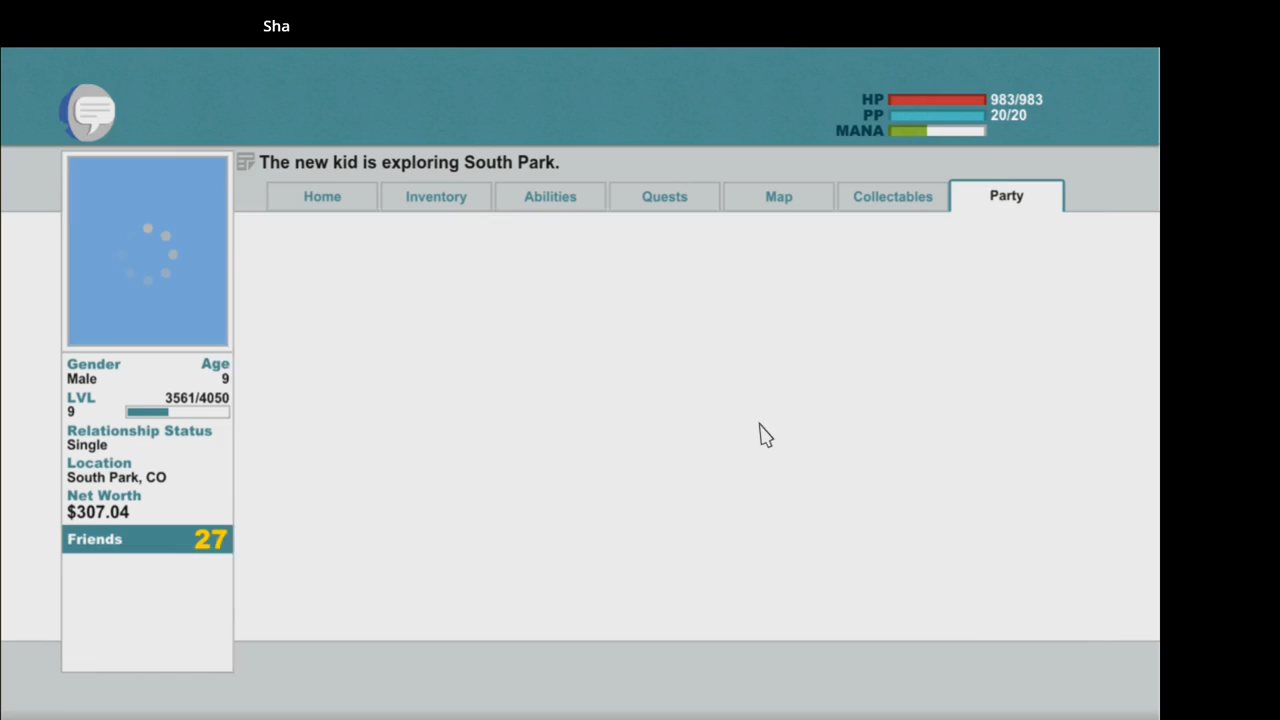 Sha
HP 983/983
PP 20/20
MANA
The new kid is exploring South Park.
Home Inventory Abilities Quests Map Collectables Party
Gender Age
Male 9
LVL 3561/4050
9
Relationship Status
Single
Location
South Park, CO
Net Worth
$307.04
Friends 27